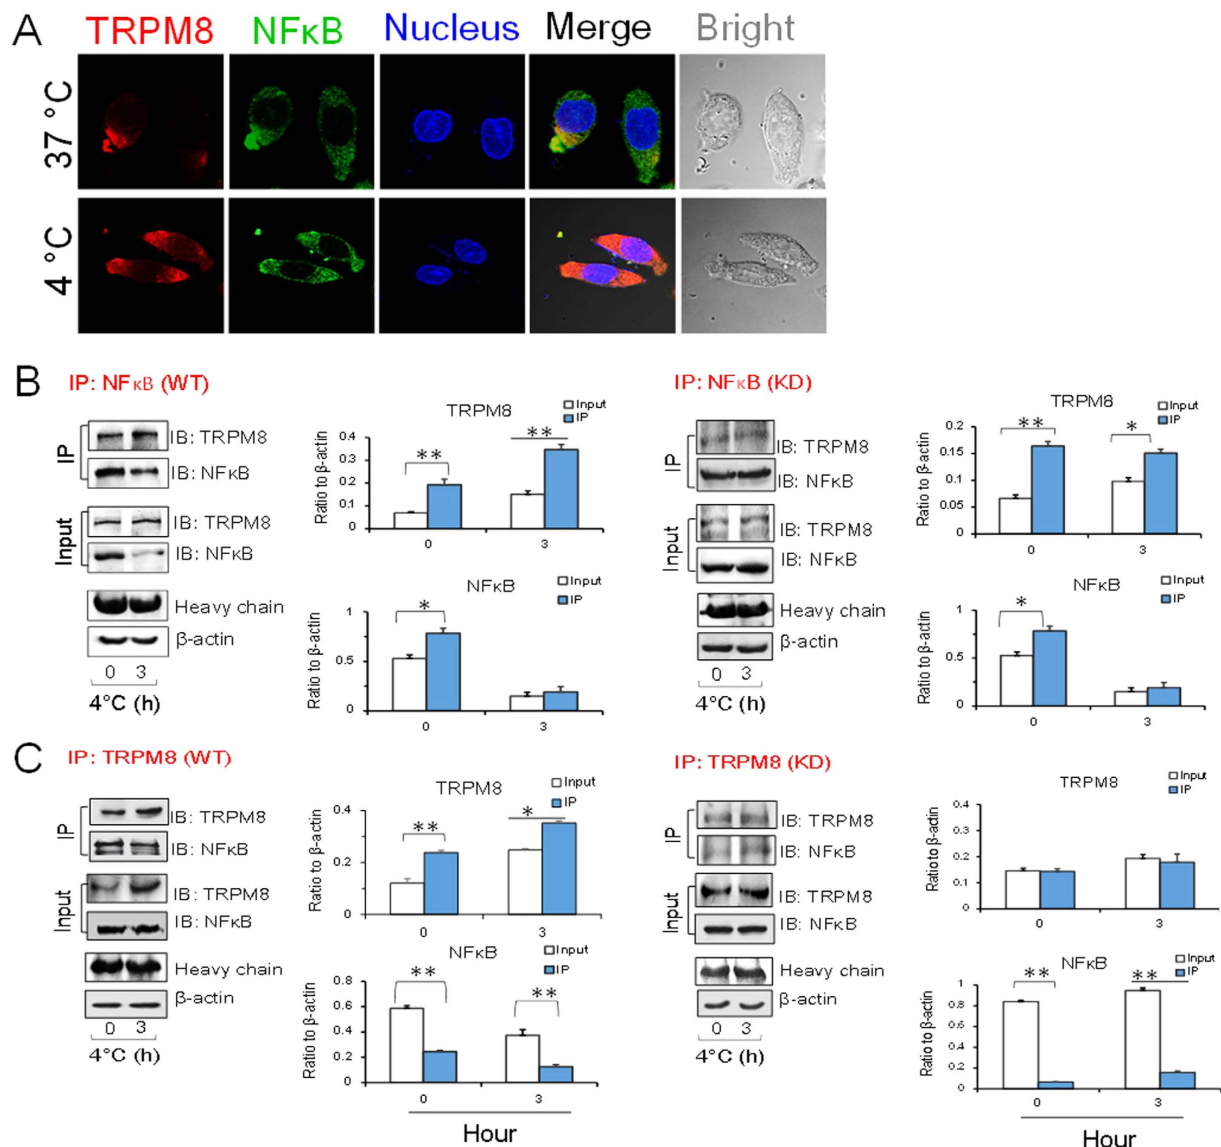 A
TRPM8 NFκB Nucleus Merge Bright
37 °C
4 °C
B
IP: NFκB (WT)
IP
IB: TRPM8
IB: NFκB
Input
IB: TRPM8
IB: NFκB
Heavy chain
β-actin
0 3
4°C (h)
TRPM8
Input
IP
Ratio to β-actin
0.4
0.3
0.2
0.1
0
**
**
0 3
NFκB
Input
IP
Ratio to β-actin
1
0.5
0
*
0 3
IP: NFκB (KD)
IP
IB: TRPM8
IB: NFκB
Input
IB: TRPM8
IB: NFκB
Heavy chain
β-actin
0 3
4°C (h)
TRPM8
Input
IP
Ratio to β-actin
0.2
0.15
0.1
0.05
0
**
*
0 3
NFκB
Input
IP
Ratio to β-actin
1
0.5
0
*
0 3
C
IP: TRPM8 (WT)
IP
IB: TRPM8
IB: NFκB
Input
IB: TRPM8
IB: NFκB
Heavy chain
β-actin
0 3
4°C (h)
TRPM8
Input
IP
Ratio to β-actin
0.4
0.2
0
**
*
0 3
NFκB
Input
IP
Ratio to β-actin
0.8
0.6
0.4
0.2
0
**
**
0 3
Hour
IP: TRPM8 (KD)
IP
IB: TRPM8
IB: NFκB
Input
IB: TRPM8
IB: NFκB
Heavy chain
β-actin
0 3
4°C (h)
TRPM8
Input
IP
Ratio to β-actin
0.4
0.3
0.2
0.1
0
0 3
NFκB
Input
IP
Ratio to β-actin
1
0.8
0.6
0.4
0.2
0
**
**
0 3
Hour